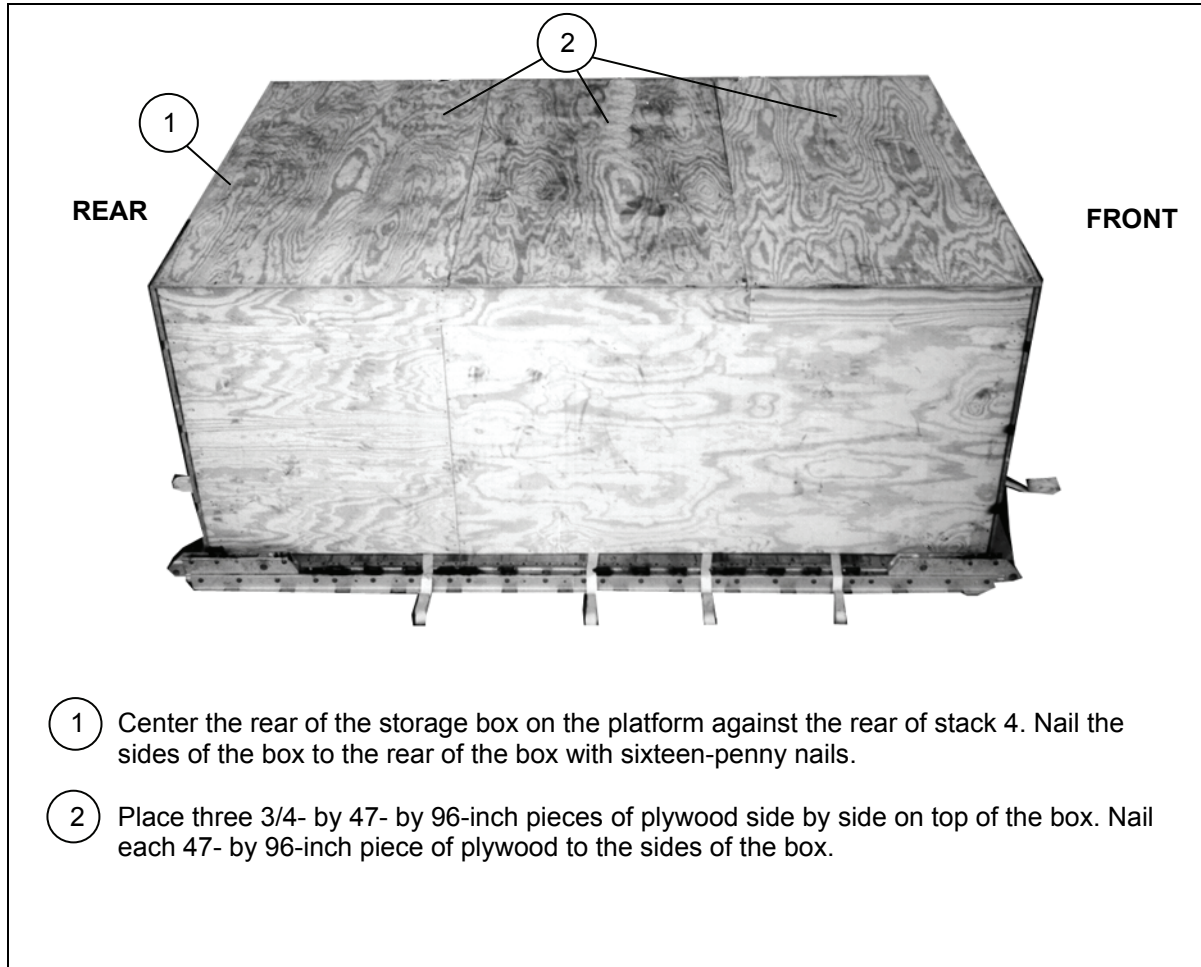 2
1
REAR
FRONT
1 Center the rear of the storage box on the platform against the rear of stack 4. Nail the
sides of the box to the rear of the box with sixteen-penny nails.
2 Place three 3/4- by 47- by 96-inch pieces of plywood side by side on top of the box. Nail
each 47- by 96-inch piece of plywood to the sides of the box.